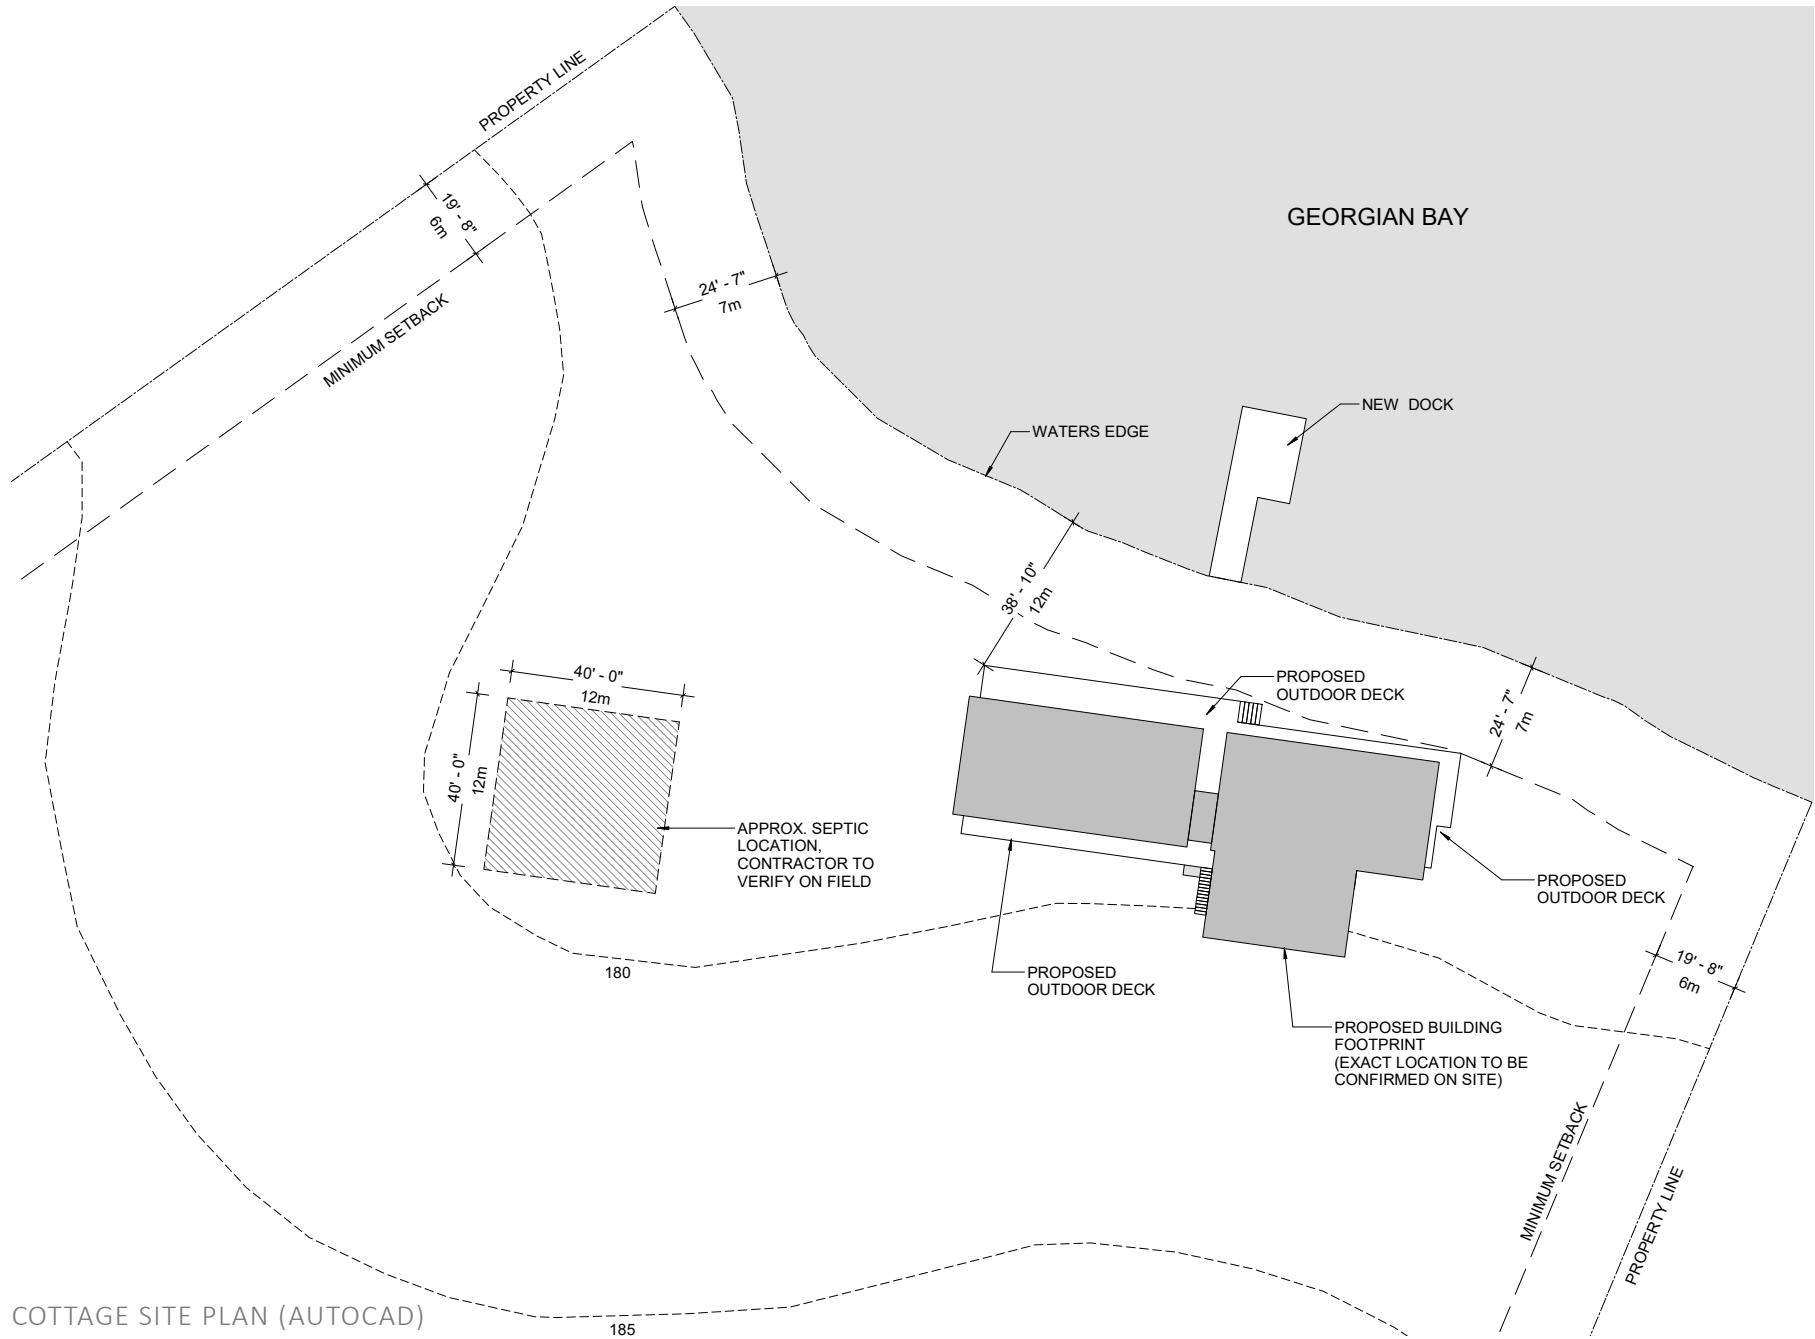 PROPERTY LINE
19' - 8"
6m
MINIMUM SETBACK
24' - 7"
7m
GEORGIAN BAY
NEW DOCK
WATERS EDGE
38' - 10"
12m
40' - 0"
12m
40' - 0"
12m
PROPOSED
OUTDOOR DECK
24' - 7"
7m
APPROX. SEPTIC
LOCATION,
CONTRACTOR TO
VERIFY ON FIELD
PROPOSED
OUTDOOR DECK
180
PROPOSED
OUTDOOR DECK
19' - 8"
6m
PROPOSED BUILDING
FOOTPRINT
(EXACT LOCATION TO BE
CONFIRMED ON SITE)
MINIMUM SETBACK
PROPERTY LINE
COTTAGE SITE PLAN (AUTOCAD)
185